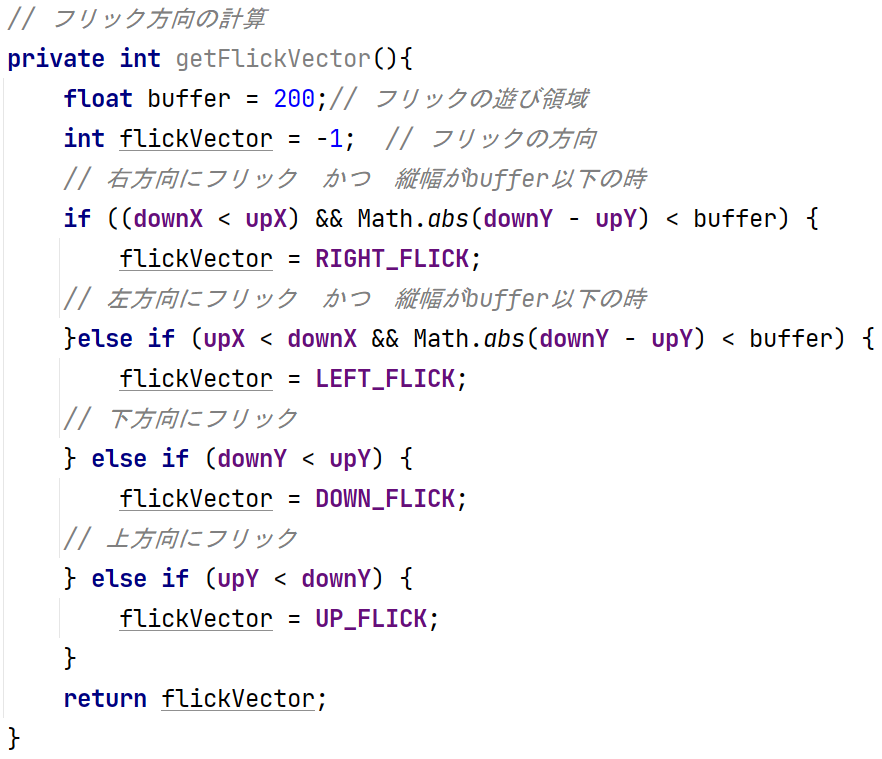 // フリック方向の計算
private int getFlickVector(){
    float buffer = 200;// フリックの遊び領域
    int flickVector = -1;  // フリックの方向
    // 右方向にフリック　かつ　縦幅がbuffer以下の時
    if ((downX < upX) && Math.abs(downY - upY) < buffer) {
        flickVector = RIGHT_FLICK;
    // 左方向にフリック　かつ　縦幅がbuffer以下の時
    }else if (upX < downX && Math.abs(downY - upY) < buffer) {
        flickVector = LEFT_FLICK;
    // 下方向にフリック
    } else if (downY < upY) {
        flickVector = DOWN_FLICK;
    // 上方向にフリック
    } else if (upY < downY) {
        flickVector = UP_FLICK;
    }
    return flickVector;
}